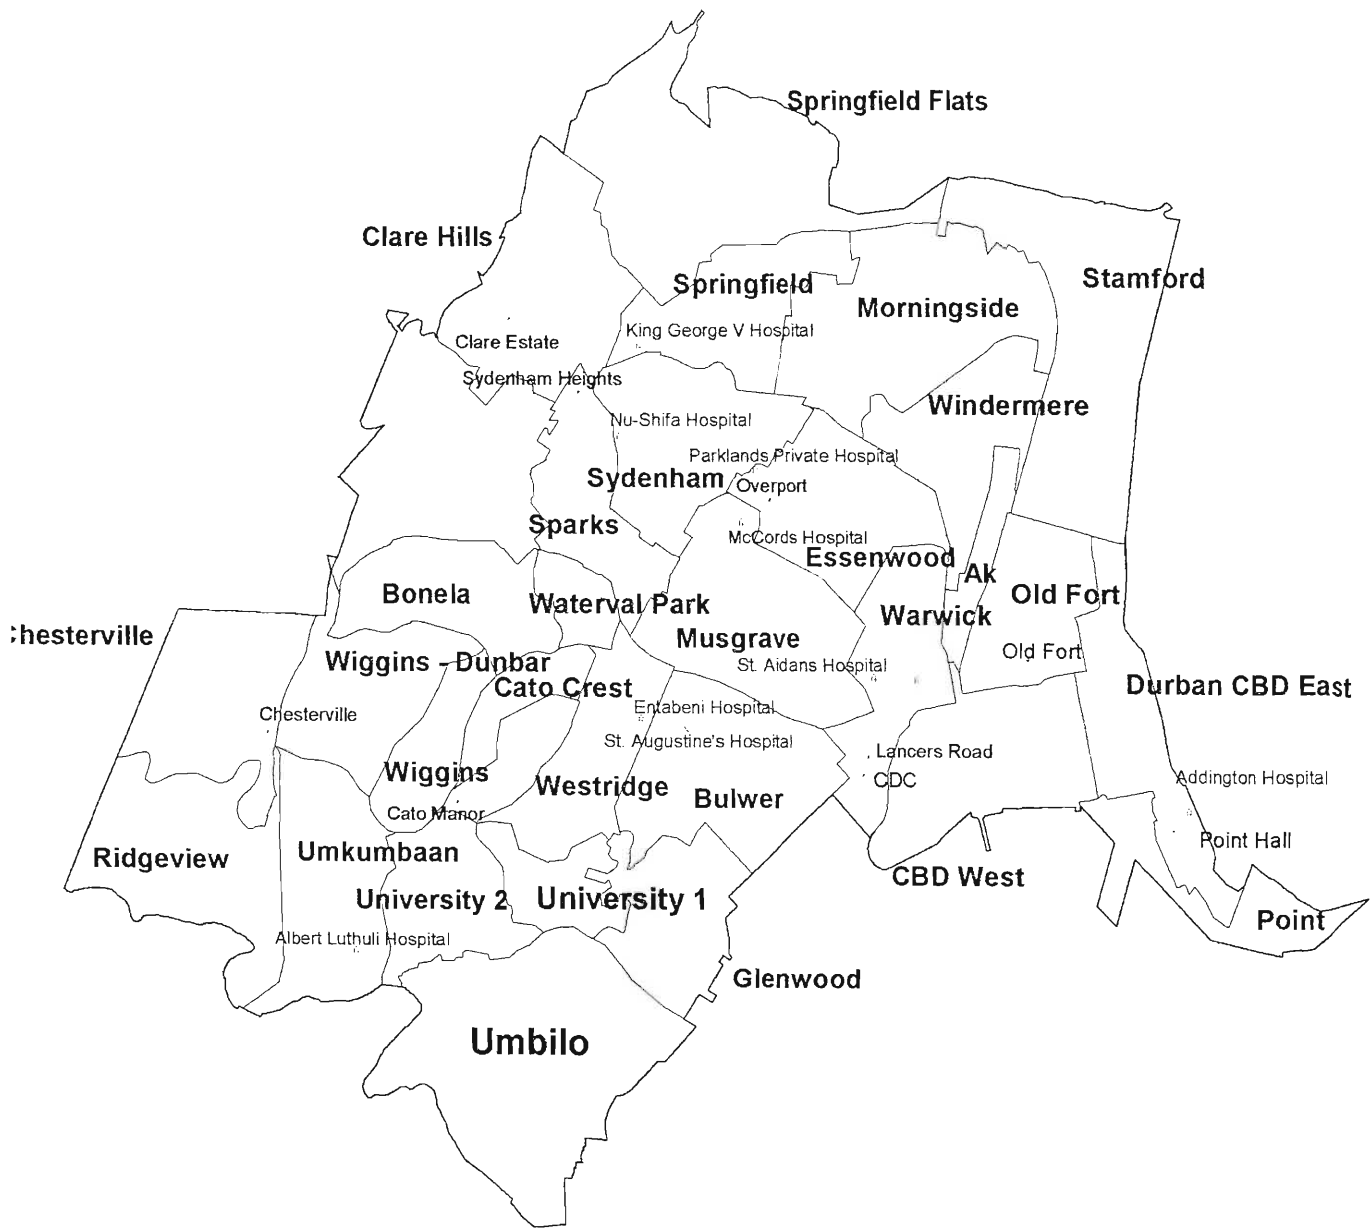 Springfield Flats
Clare Hills
Springfield
Stamford
Morningside
King George V Hospital
Clare Estate
Sydenham Heights
Windermere
Nu-Shifa Hospital
Parklands Private Hospital
Sydenham
Overport
Sparks
McCords Hospital
Essenwood
Ak
Bonela
Waterval Park
Old Fort
Warwick
Chesterville
Musgrave
Old Fort
Wiggins - Dunbar
St. Aidans Hospital
Cato Crest
Durban CBD East
Entabeni Hospital
Chesterville
St. Augustine's Hospital
Lancers Road
Wiggins
CDC
Addington Hospital
Westridge
Bulwer
Cato Manor
Point Hall
Umkumbaan
Ridgeview
CBD West
University 2
University 1
Point
Albert Luthuli Hospital
Glenwood
Umbilo